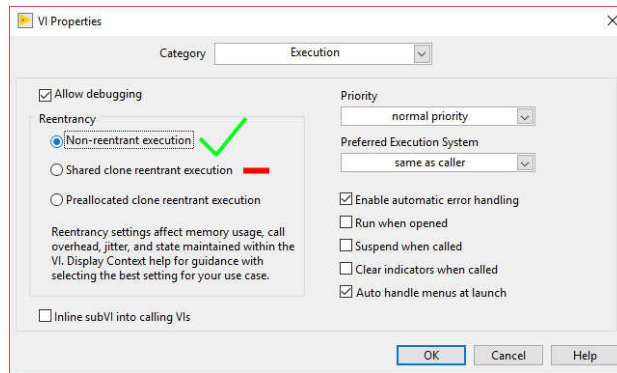 VI Properties
Category
Execution
Allow debugging
Reentrancy
Non-reentrant execution
Shared clone reentrant execution
Preallocated clone reentrant execution
Reentrancy settings affect memory usage, call
overhead, jitter, and state maintained within the
VI. Display Context help for guidance with
selecting the best setting for your use case.
Inline subVI into calling VIs
Priority
normal priority
Preferred Execution System
same as caller
Enable automatic error handling
Run when opened
Suspend when called
Clear indicators when called
Auto handle menus at launch
OK
Cancel
Help